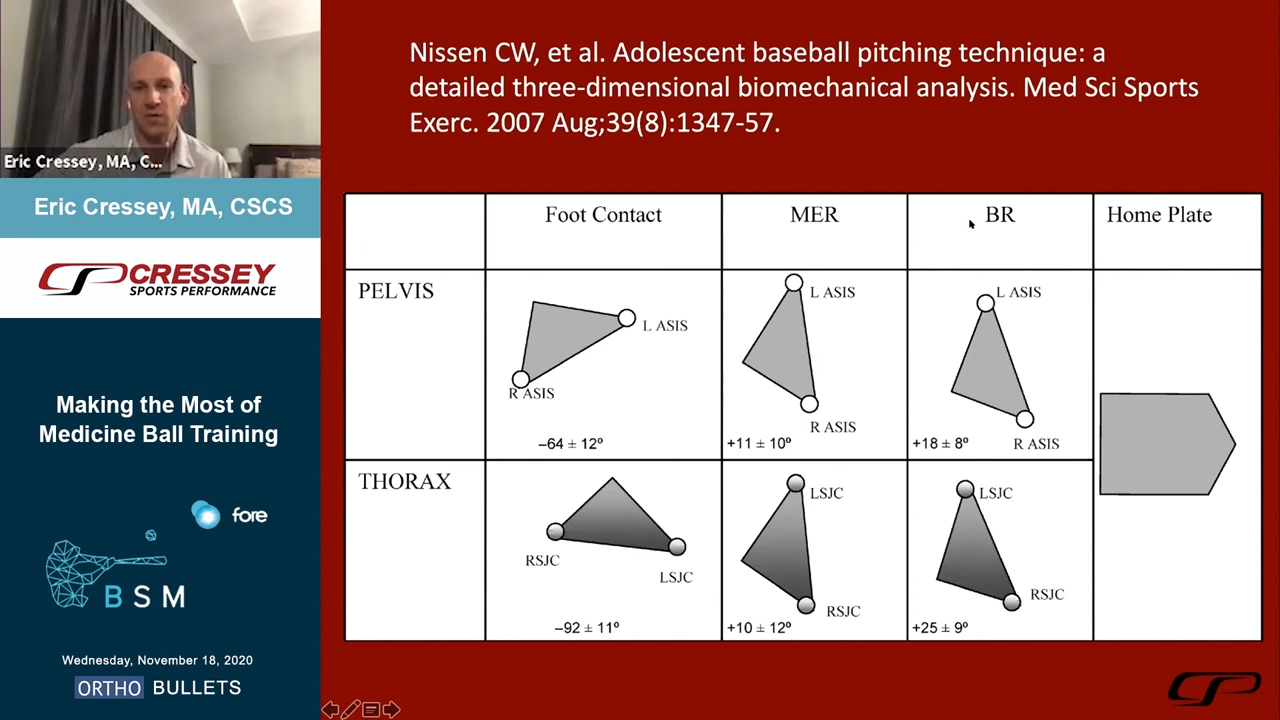 Nissen CW, et al. Adolescent baseball pitching technique: a
detailed three-dimensional biomechanical analysis. Med Sci Sports
Exerc. 2007 Aug;39(8):1347-57.
Eric Cressey, MA, C...
Eric Cressey, MA, CSCS
CRESSEY
SPORTS PERFORMANCE
Making the Most of
Medicine Ball Training
fore
BSM
Wednesday, November 18, 2020
ORTHO BULLETS
Foot Contact MER BR Home Plate
PELVIS
L ASIS
R ASIS
–64 ± 12º
L ASIS
R ASIS
+11 ± 10º
L ASIS
R ASIS
+18 ± 8º
THORAX
RSJC
LSJC
–92 ± 11º
LSJC
RSJC
+10 ± 12º
LSJC
RSJC
+25 ± 9º